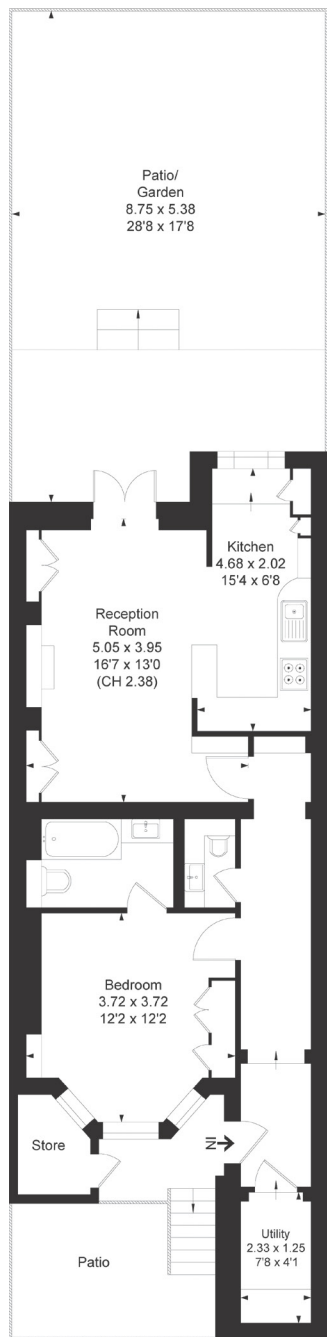 Patio/
Garden
8.75 x 5.38
28'8 x 17'8
Kitchen
4.68 x 2.02
15'4 x 6'8
Reception
Room
5.05 x 3.95
16'7 x 13'0
(CH 2.38)
Bedroom
3.72 x 3.72
12'2 x 12'2
Store
IN
Utility
2.33 x 1.25
7'8 x 4'1
Patio